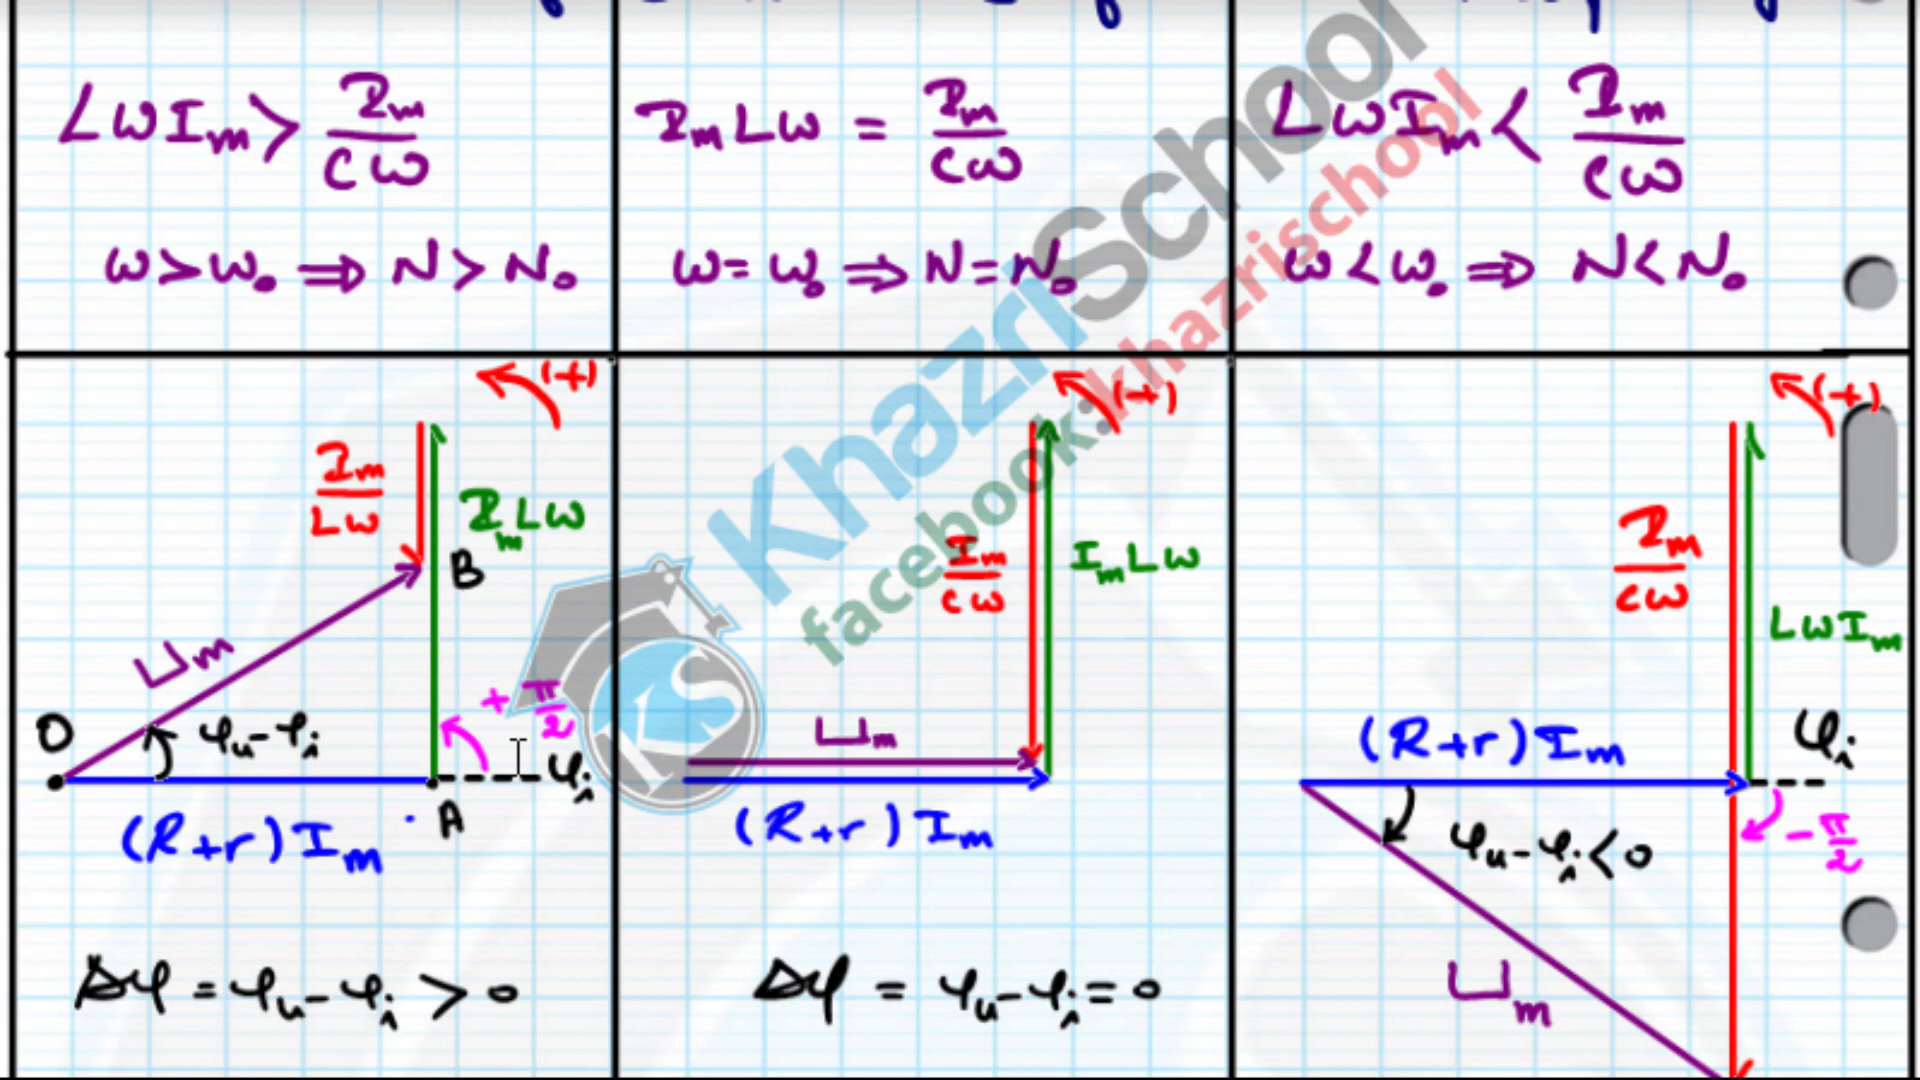 LωIm > Im/Cω
ω > ω₀ ⇒ N > N₀
Im/Lω
ImLω
(+)
B
Um
O
φu-φi
+π/2
φi
A
(R+r)Im
Δφ = φu-φi > 0
ImLω = Im/Cω
ω = ω₀ ⇒ N = N₀
(+)
Im/Cω
ImLω
Um
(R+r)Im
Δφ = φu-φi = 0
LωIm < Im/Cω
ω < ω₀ ⇒ N < N₀
(+)
Im/Cω
LωIm
(R+r)Im
φi
φu-φi < 0
-π/2
Um
KhazriSchool
facebook:khazrischool
KS